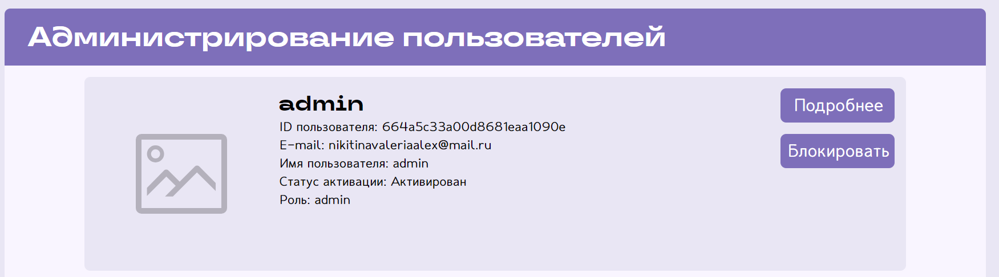 Администрирование пользователей
admin
ID пользователя: 664a5c33a00d8681eaa1090e
E-mail: nikitinavaleriaalex@mail.ru
Имя пользователя: admin
Статус активации: Активирован
Роль: admin
Подробнее
Блокировать